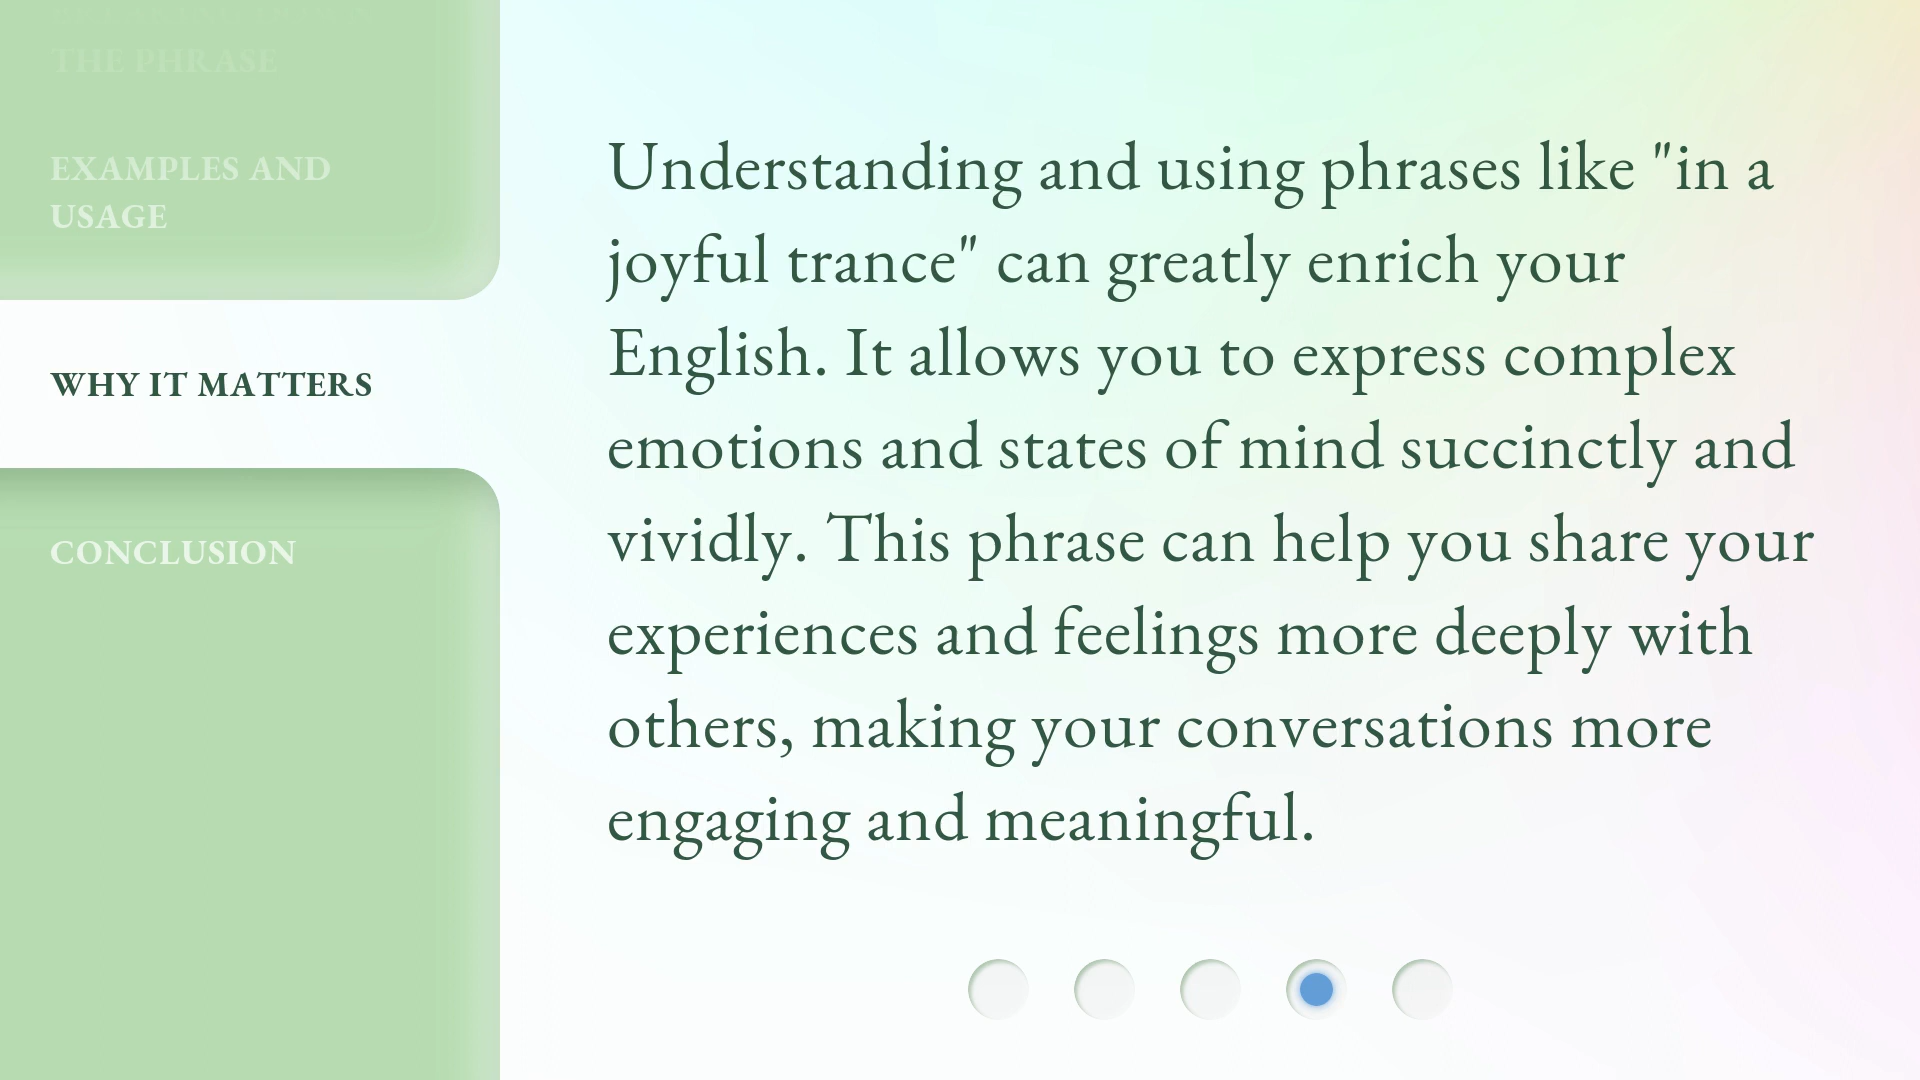 THE PHRASE
EXAMPLES AND
USAGE
WHY IT MATTERS
CONCLUSION
Understanding and using phrases like "in a
joyful trance" can greatly enrich your
English. It allows you to express complex
emotions and states of mind succinctly and
vividly. This phrase can help you share your
experiences and feelings more deeply with
others, making your conversations more
engaging and meaningful.